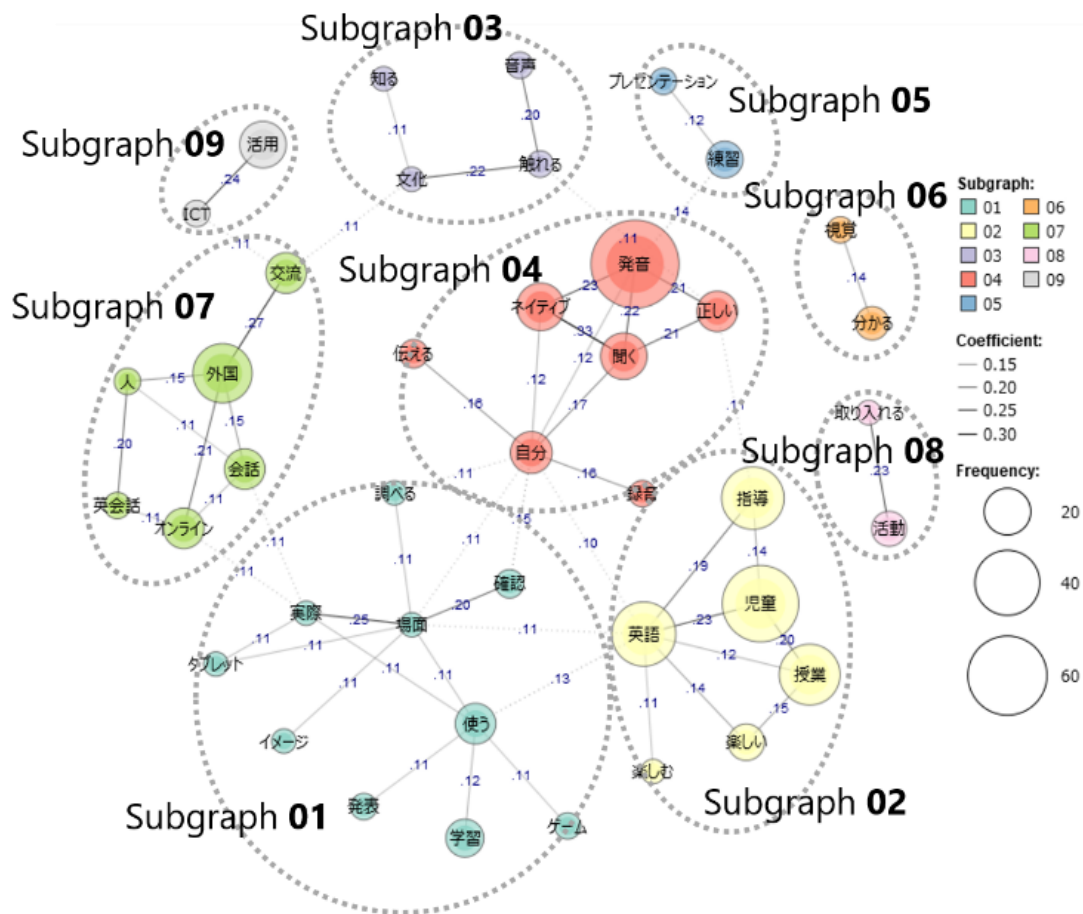 Subgraph 03
知る
音声
.11
.20
文化
.22
触れる
Subgraph 05
プレゼンテーション
.12
練習
Subgraph 09
活用
.24
ICT
.11
.11
.14
Subgraph 06
視覚
.14
分かる
Subgraph:
01
02
03
04
05
06
07
08
09
Coefficient:
0.15
0.20
0.25
0.30
Frequency:
20
40
60
Subgraph 07
交流
.27
外国
人
.15
.15
.11
.20
.21
会話
英会話
.11
.11
オンライン
.11
.11
Subgraph 04
発音
.11
ネイティブ
.23
.22
.21
正しい
.33
聞く
.21
伝える
.12
.12
.17
.16
自分
.16
録音
.11
.11
.15
.10
.11
Subgraph 08
取り入れる
.23
活動
Subgraph 01
調べる
.11
確認
.20
実際
.25
場面
.11
タブレット
.11
.11
.11
.11
.11
.13
イメージ
使う
.11
.12
.11
発表
学習
ゲーム
Subgraph 02
指導
.19
.14
児童
英語
.23
.20
.12
授業
.14
.15
.11
楽しい
楽しむ